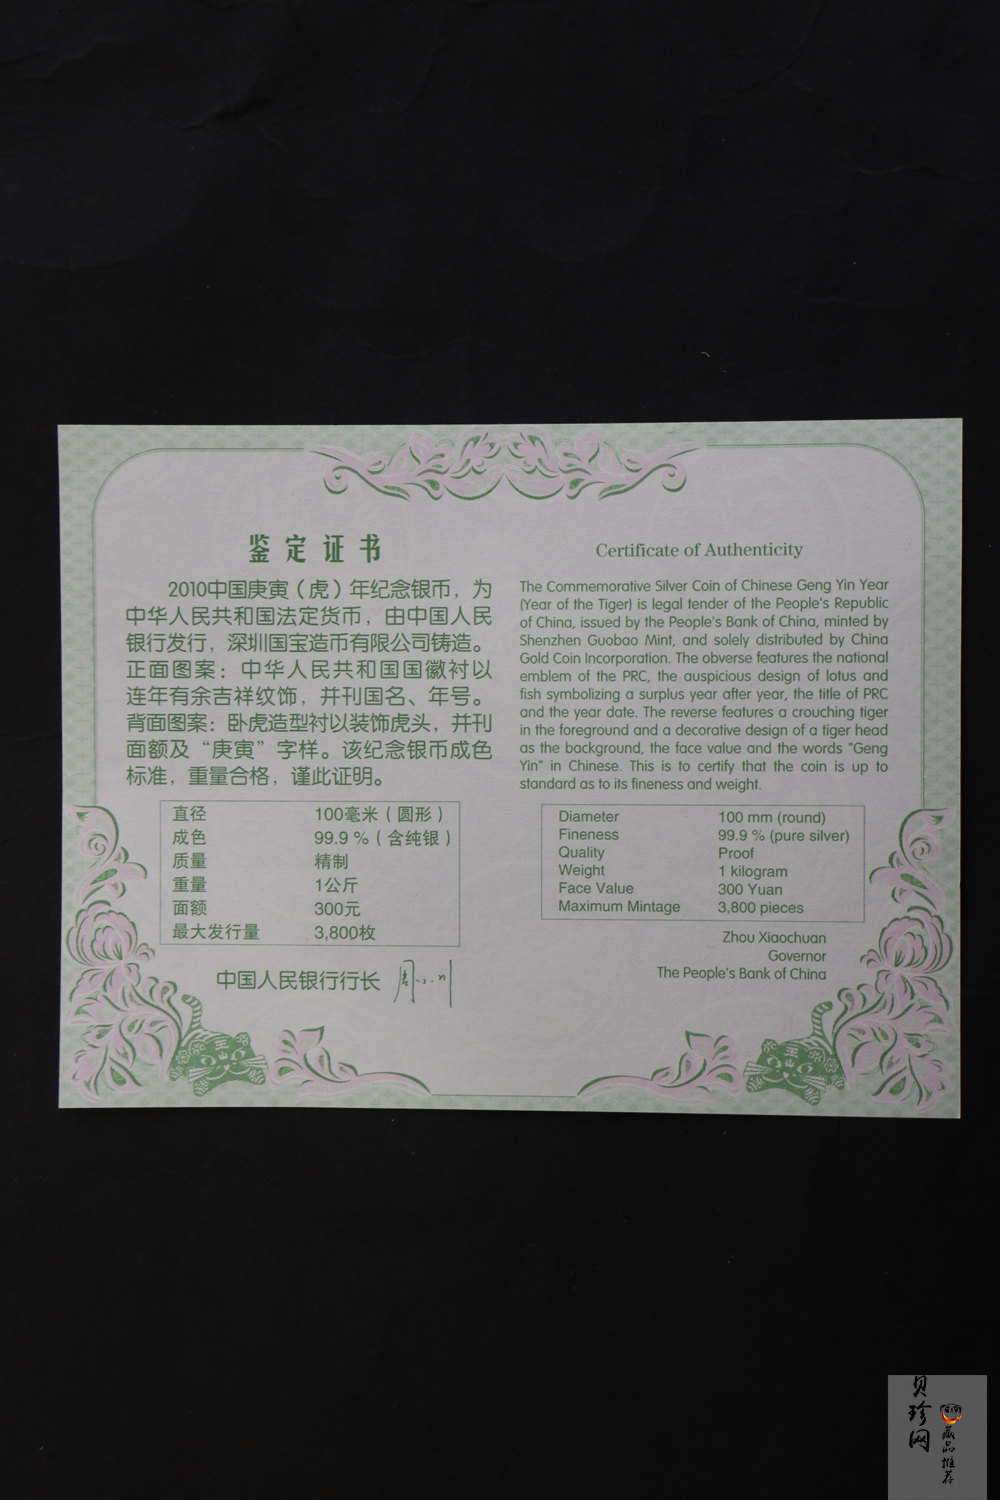 鉴定证书
2010中国庚寅（虎）年纪念银币，为
中华人民共和国法定货币，由中国人民
银行发行，深圳国宝造币有限公司铸造。
正面图案：中华人民共和国国徽衬以
连年有余吉祥纹饰，并刊国名、年号。
背面图案：卧虎造型衬以装饰虎头，并刊
面额及“庚寅”字样。该纪念银币成色
标准，重量合格，谨此证明。
直径 100毫米（圆形）
成色 99.9 %（含纯银）
质量 精制
重量 1公斤
面额 300元
最大发行量 3,800枚
中国人民银行行长 周小川
Certificate of Authenticity
The Commemorative Silver Coin of Chinese Geng Yin Year
(Year of the Tiger) is legal tender of the People's Republic
of China, issued by the People's Bank of China, minted by
Shenzhen Guobao Mint, and solely distributed by China
Gold Coin Incorporation. The obverse features the national
emblem of the PRC, the auspicious design of lotus and
fish symbolizing a surplus year after year, the title of PRC
and the year date. The reverse features a crouching tiger
in the foreground and a decorative design of a tiger head
as the background, the face value and the words "Geng
Yin" in Chinese. This is to certify that the coin is up to
standard as to its fineness and weight.
Diameter 100 mm (round)
Fineness 99.9 % (pure silver)
Quality Proof
Weight 1 kilogram
Face Value 300 Yuan
Maximum Mintage 3,800 pieces
Zhou Xiaochuan
Governor
The People's Bank of China
贝珍网
藏品推荐